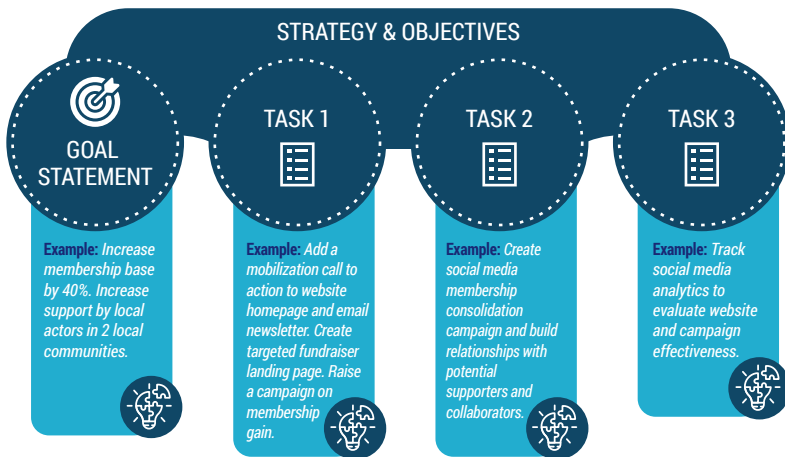 STRATEGY & OBJECTIVES
GOAL
STATEMENT
Example: Increase
membership base
by 40%. Increase
support by local
actors in 2 local
communities.
TASK 1
Example: Add a
mobilization call to
action to website
homepage and email
newsletter. Create
targeted fundraiser
landing page. Raise
a campaign on
membership
gain.
TASK 2
Example: Create
social media
membership
consolidation
campaign and build
relationships with
potential
supporters and
collaborators.
TASK 3
Example: Track
social media
analytics to
evaluate website
and campaign
effectiveness.